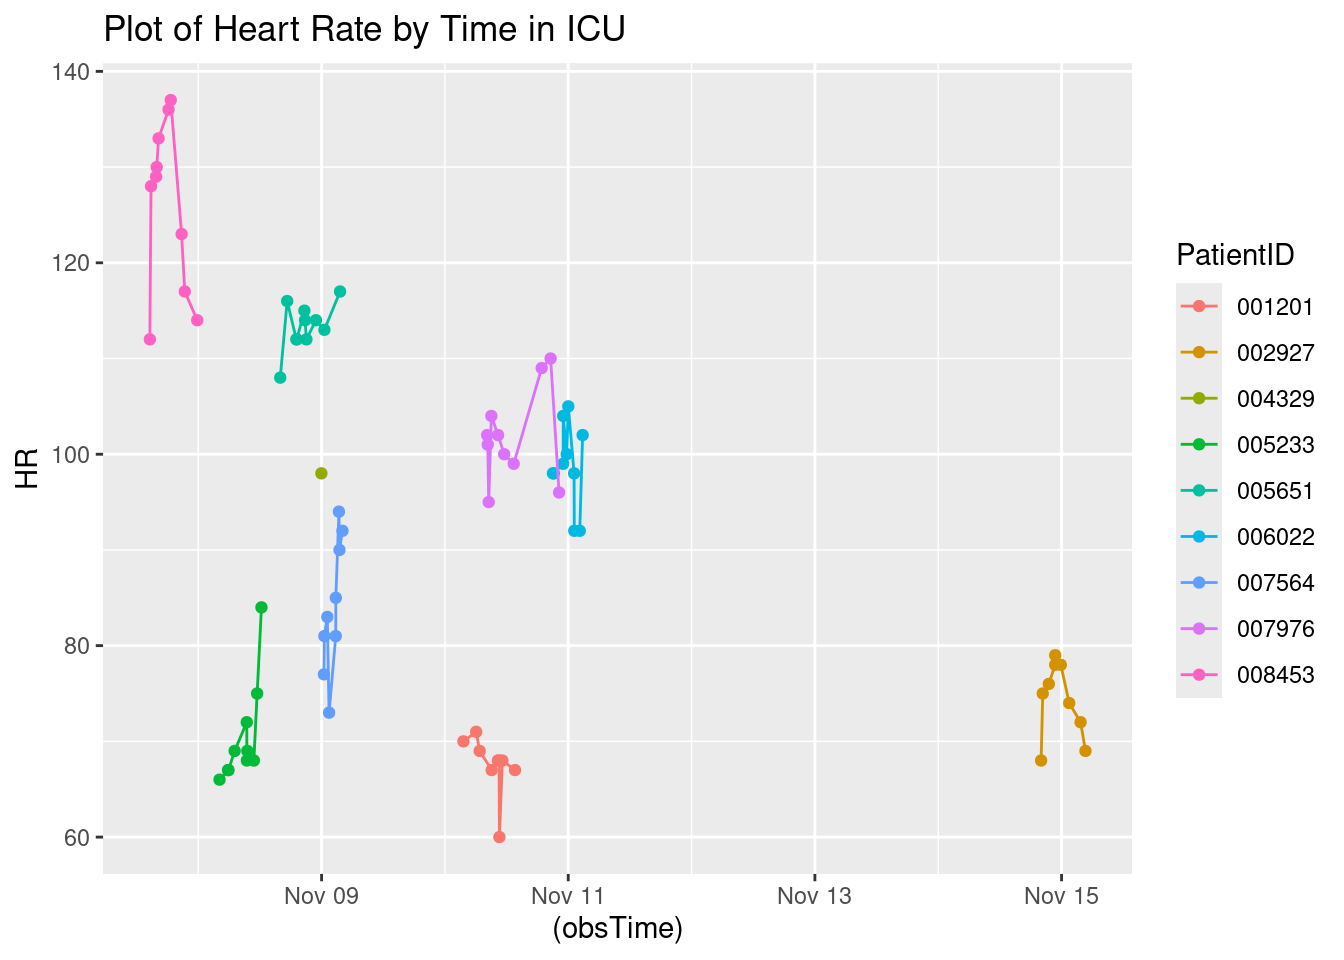 Plot of Heart Rate by Time in ICU
140
120
100
80
60
HR
Nov 09 Nov 11 Nov 13 Nov 15
(obsTime)
PatientID
001201
002927
004329
005233
005651
006022
007564
007976
008453